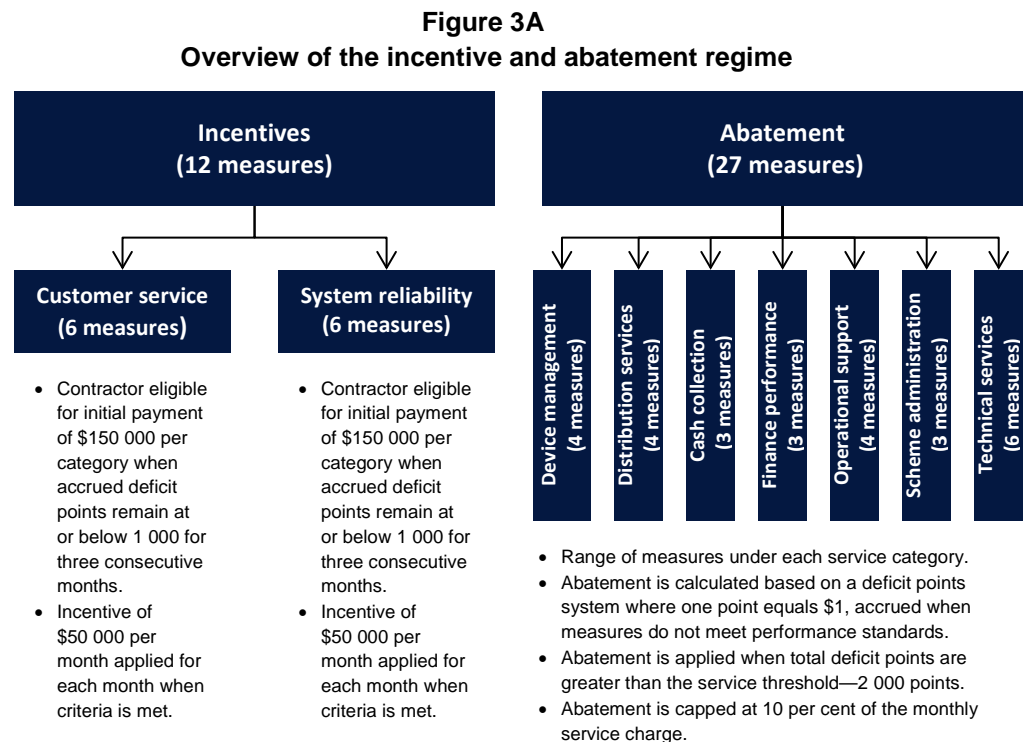 Figure 3A
Overview of the incentive and abatement regime
Incentives
(12 measures)
Customer service
(6 measures)
System reliability
(6 measures)
• Contractor eligible
for initial payment
of $150 000 per
category when
accrued deficit
points remain at
or below 1 000 for
three consecutive
months.
• Incentive of
$50 000 per
month applied for
each month when
criteria is met.
• Contractor eligible
for initial payment
of $150 000 per
category when
accrued deficit
points remain at
or below 1 000 for
three consecutive
months.
• Incentive of
$50 000 per
month applied for
each month when
criteria is met.
Abatement
(27 measures)
Device management
(4 measures)
Distribution services
(4 measures)
Cash collection
(3 measures)
Finance performance
(3 measures)
Operational support
(4 measures)
Scheme administration
(3 measures)
Technical services
(6 measures)
• Range of measures under each service category.
• Abatement is calculated based on a deficit points
system where one point equals $1, accrued when
measures do not meet performance standards.
• Abatement is applied when total deficit points are
greater than the service threshold—2 000 points.
• Abatement is capped at 10 per cent of the monthly
service charge.